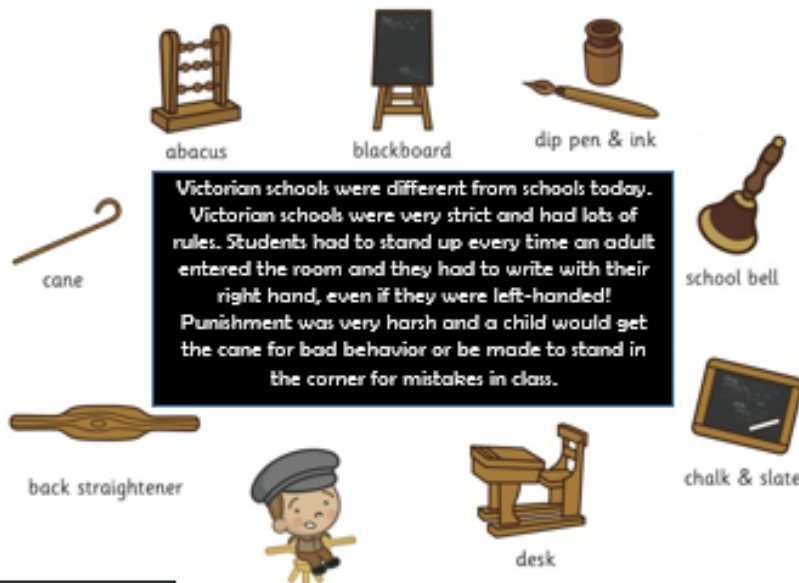 abacus
blackboard
dip pen & ink
Victorian schools were different from schools today.
Victorian schools were very strict and had lots of
rules. Students had to stand up every time an adult
entered the room and they had to write with their
right hand, even if they were left-handed!
Punishment was very harsh and a child would get
the cane for bad behavior or be made to stand in
the corner for mistakes in class.
cane
school bell
back straightener
chalk & slate
desk